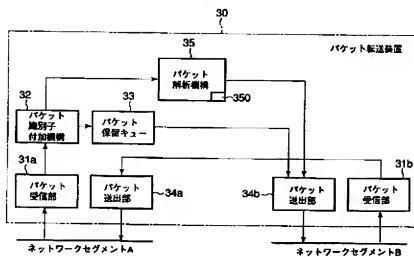 30
パケット転送装置
35
パケット
解析機構
350
32
パケット
識別子
付加機構
33
パケット
保留キュー
31a
パケット
受信部
34a
パケット
送出部
34b
パケット
送出部
31b
パケット
受信部
ネットワークセグメントA
ネットワークセグメントB